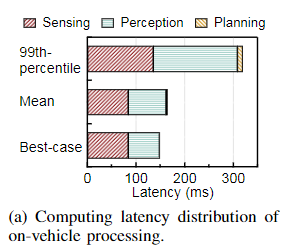 Sensing Perception Planning
99th-
percentile
Mean
Best-case
0 100 200 300
Latency (ms)
(a) Computing latency distribution of
on-vehicle processing.